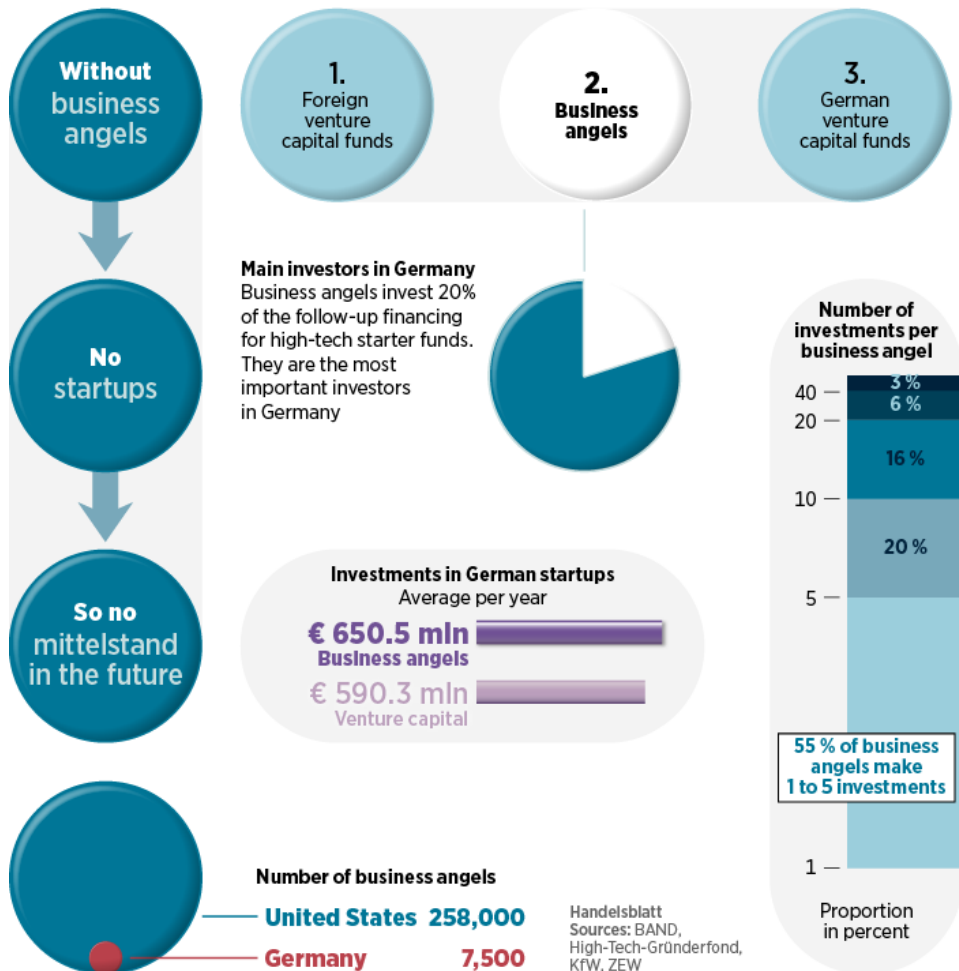 Without
business
angels
No
startups
So no
mittelstand
in the future
1.
Foreign
venture
capital funds
2.
Business
angels
3.
German
venture
capital funds
Main investors in Germany
Business angels invest 20%
of the follow-up financing
for high-tech starter funds.
They are the most
important investors
in Germany
Investments in German startups
Average per year
€ 650.5 mln
Business angels
€ 590.3 mln
Venture capital
Number of
investments per
business angel
3 %
40
6 %
20
16 %
10
20 %
5
55 % of business
angels make
1 to 5 investments
1
Proportion
in percent
Number of business angels
United States 258,000
Germany 7,500
Handelsblatt
Sources: BAND,
High-Tech-Gründerfond,
KfW, ZEW